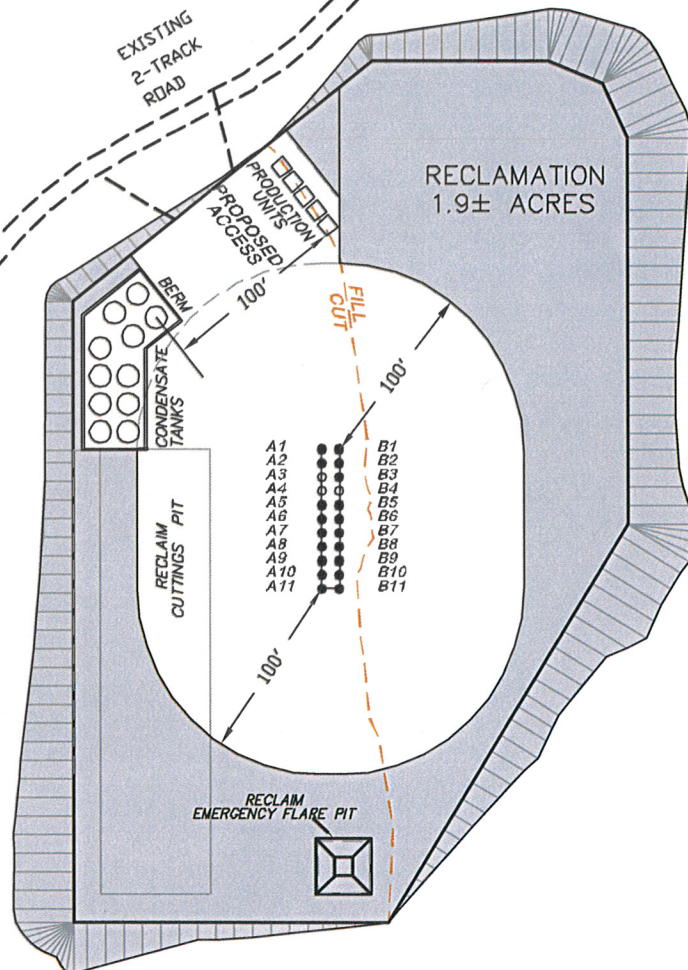 EXISTING
2-TRACK
ROAD
RECLAMATION
1.9± ACRES
PRODUCTION
UNITS
PROPOSED
ACCESS
BERM
100'
FILL
CUT
100'
CONDENSATE
TANKS
A1 B1
A2 B2
A3 B3
A4 B4
A5 B5
A6 B6
A7 B7
A8 B8
A9 B9
A10 B10
A11 B11
RECLAIM
CUTTINGS PIT
100'
RECLAIM
EMERGENCY FLARE PIT